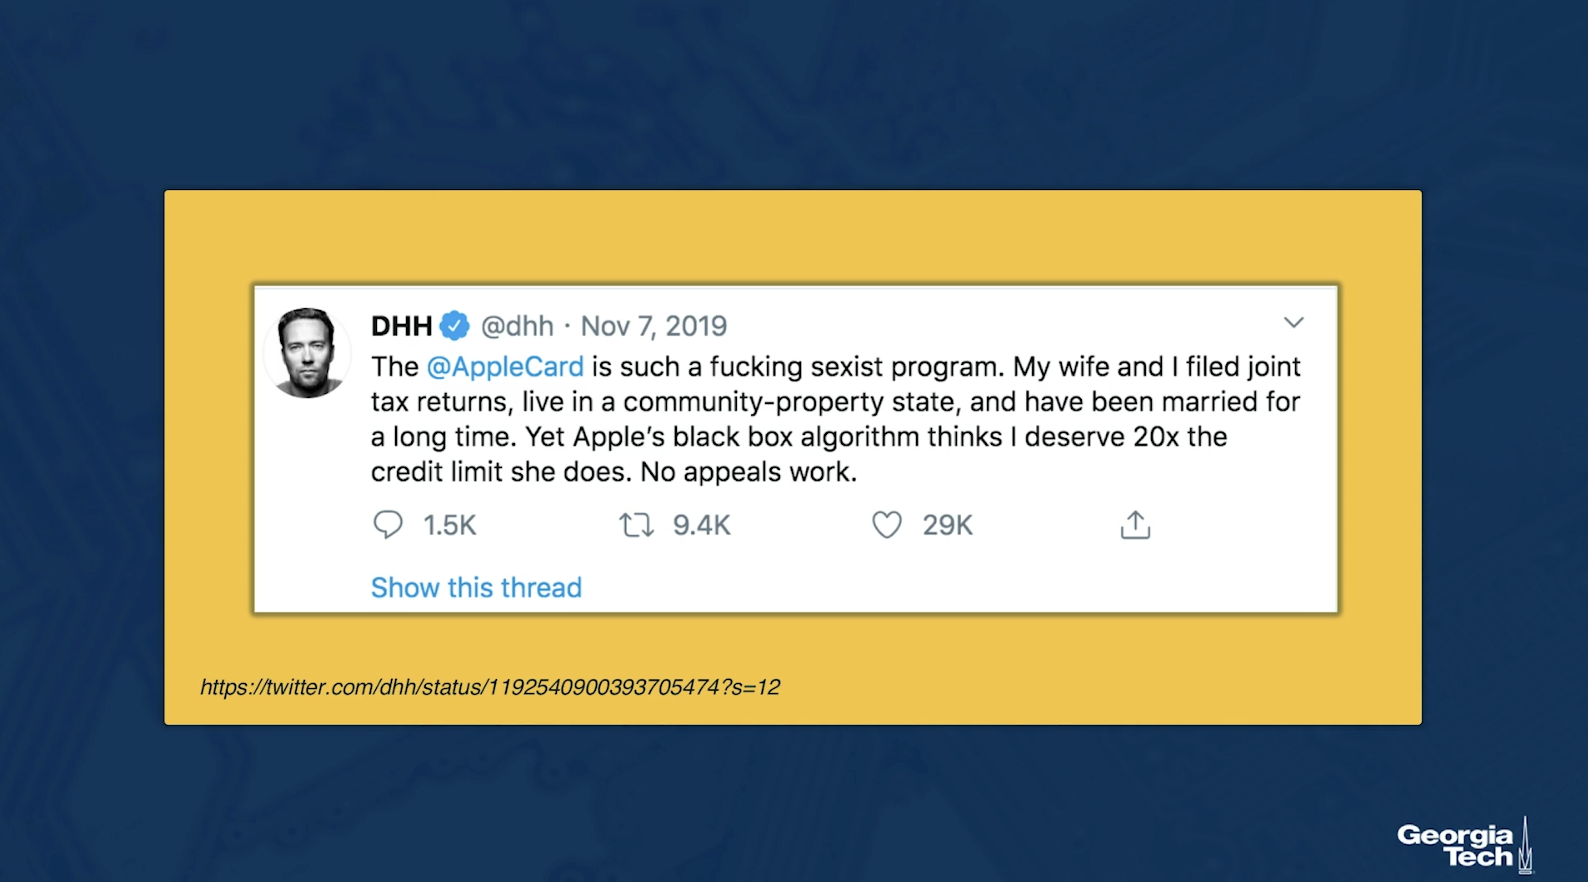 DHH @dhh · Nov 7, 2019
The @AppleCard is such a fucking sexist program. My wife and I filed joint
tax returns, live in a community-property state, and have been married for
a long time. Yet Apple's black box algorithm thinks I deserve 20x the
credit limit she does. No appeals work.
1.5K 9.4K 29K
Show this thread
https://twitter.com/dhh/status/1192540900393705474?s=12
Georgia
Tech